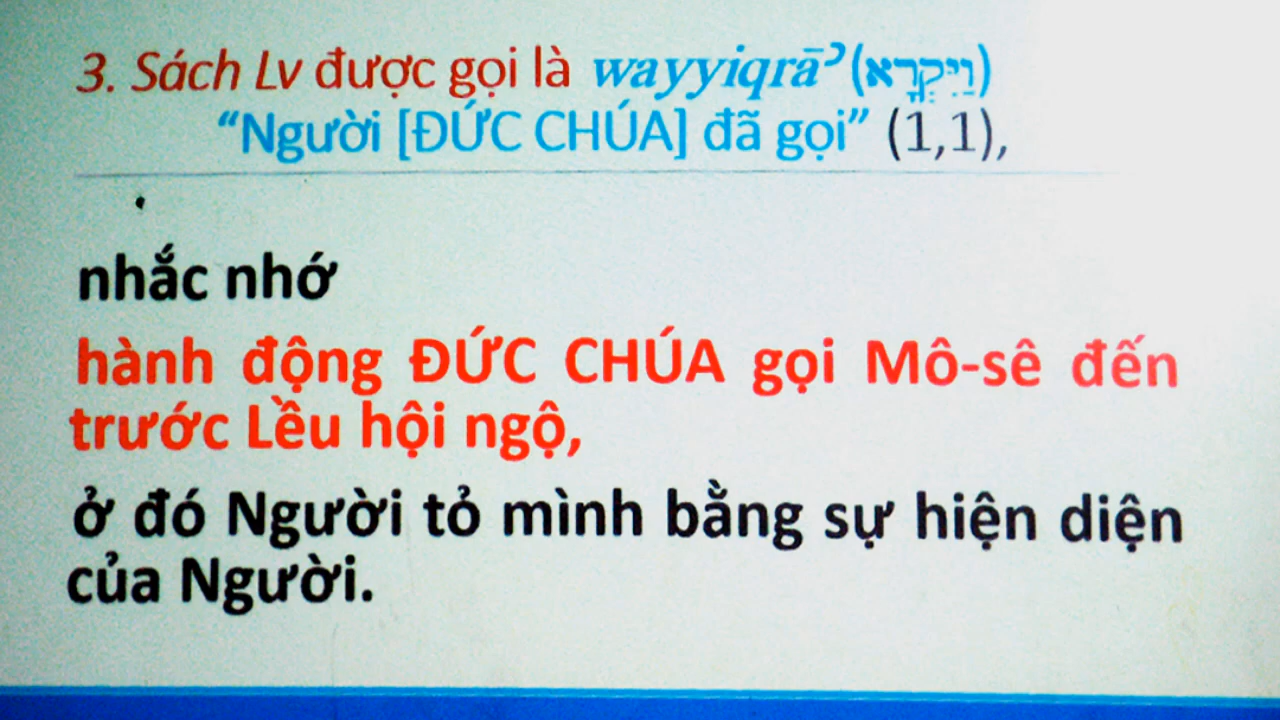 3. Sách Lv được gọi là wayyiqrāʾ (וַיִּקְרָא)
“Người [ĐỨC CHÚA] đã gọi” (1,1),
nhắc nhớ
hành động ĐỨC CHÚA gọi Mô-sê đến
trước Lều hội ngộ,
ở đó Người tỏ mình bằng sự hiện diện
của Người.